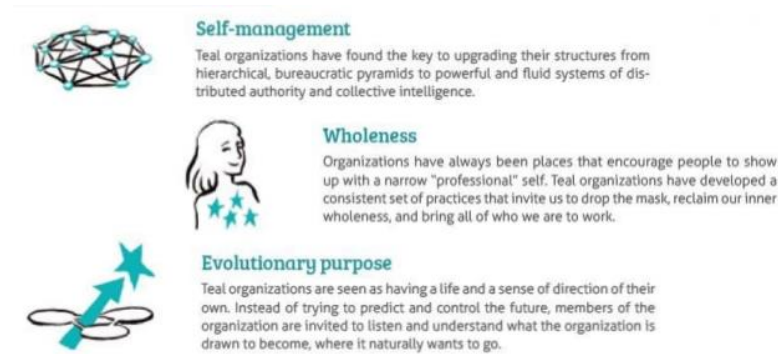 Self-management
Teal organizations have found the key to upgrading their structures from
hierarchical, bureaucratic pyramids to powerful and fluid systems of dis-
tributed authority and collective intelligence.
Wholeness
Organizations have always been places that encourage people to show
up with a narrow "professional" self. Teal organizations have developed a
consistent set of practices that invite us to drop the mask, reclaim our inner
wholeness, and bring all of who we are to work.
Evolutionary purpose
Teal organizations are seen as having a life and a sense of direction of their
own. Instead of trying to predict and control the future, members of the
organization are invited to listen and understand what the organization is
drawn to become, where it naturally wants to go.